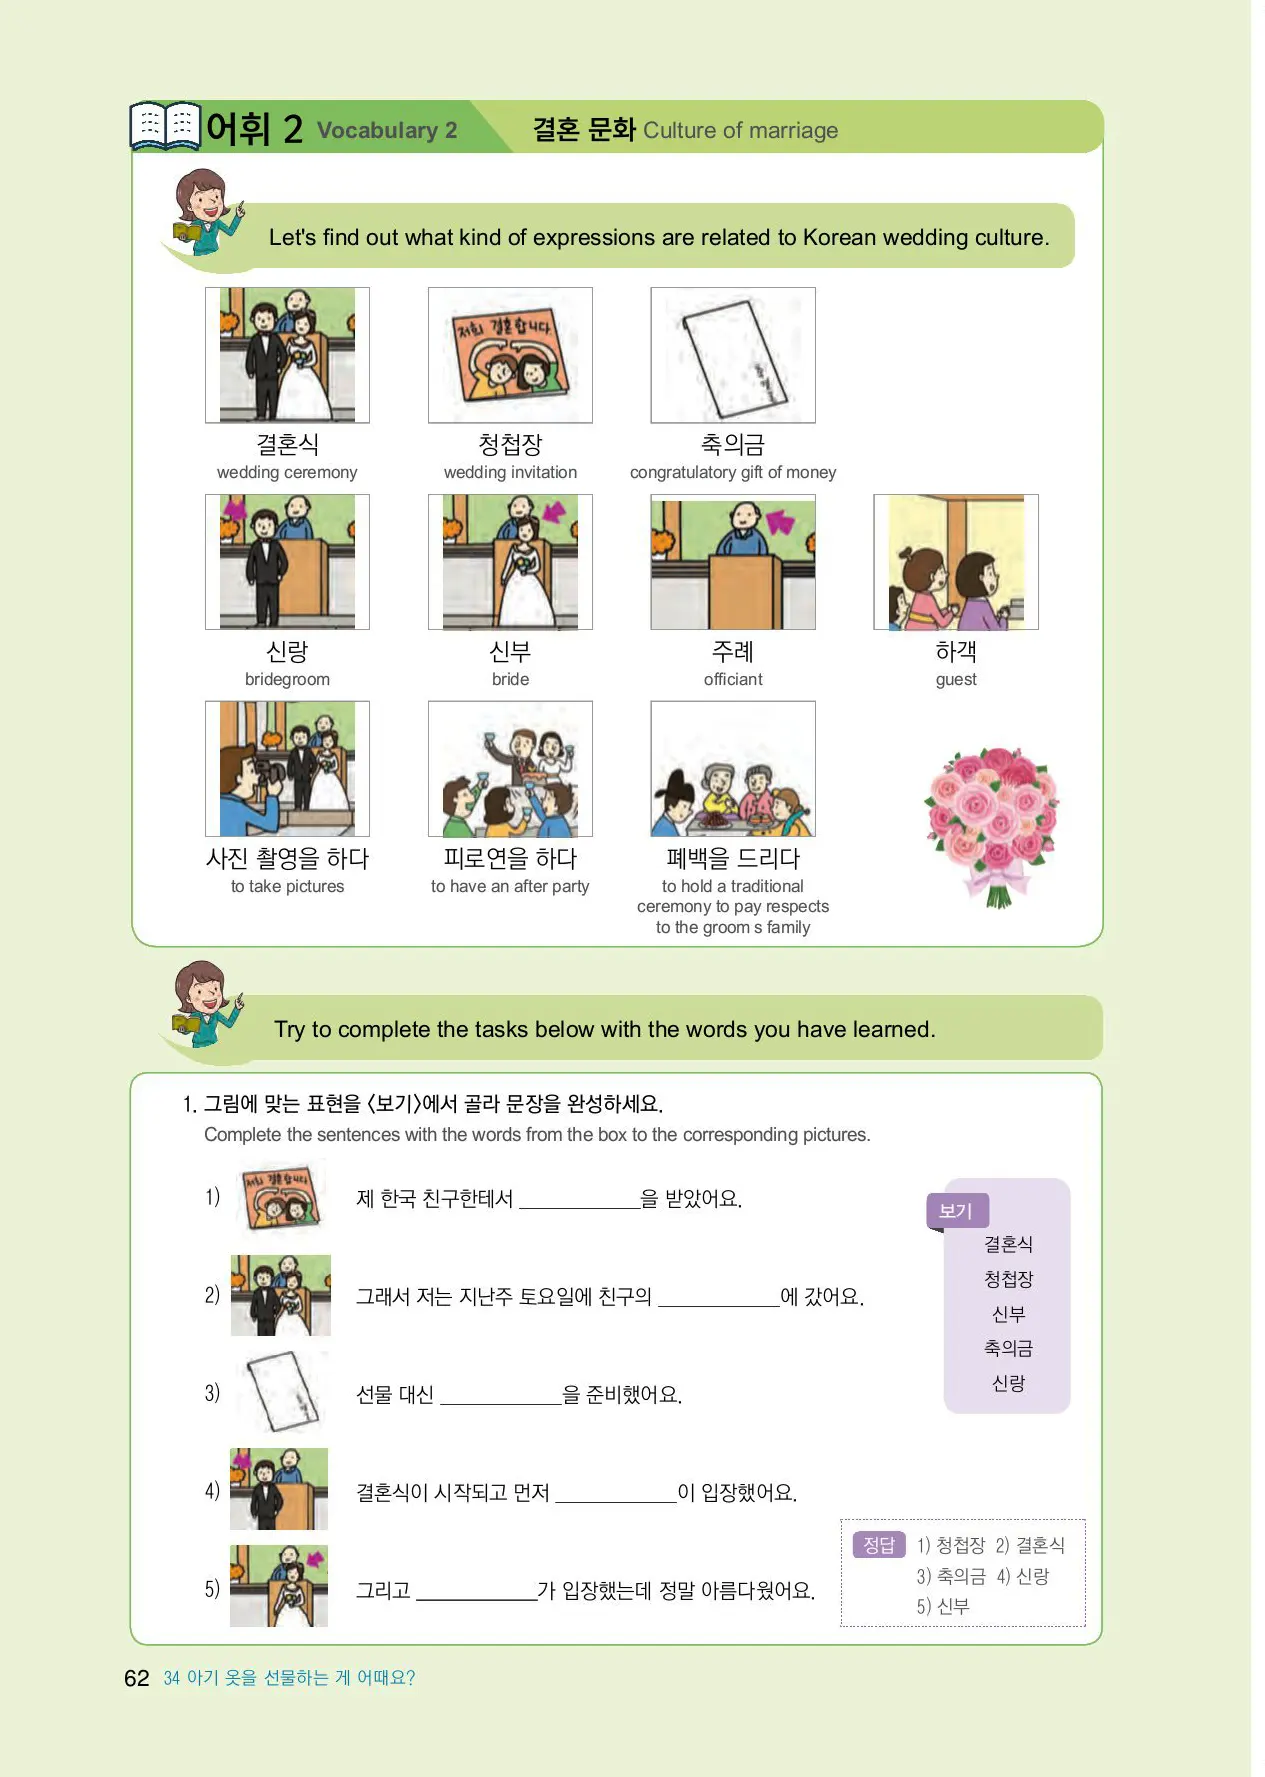 어휘 2 Vocabulary 2 결혼 문화 Culture of marriage
Let's find out what kind of expressions are related to Korean wedding culture.
저희 결혼합니다
결혼식 청첩장 축의금
wedding ceremony wedding invitation congratulatory gift of money
신랑 신부 주례 하객
bridegroom bride officiant guest
사진 촬영을 하다 피로연을 하다 폐백을 드리다
to take pictures to have an after party to hold a traditional
ceremony to pay respects
to the groom s family
Try to complete the tasks below with the words you have learned.
1. 그림에 맞는 표현을 <보기>에서 골라 문장을 완성하세요.
Complete the sentences with the words from the box to the corresponding pictures.
1) 저희 결혼합니다 제 한국 친구한테서 ____________을 받았어요.
2) 그래서 저는 지난주 토요일에 친구의 ____________에 갔어요.
3) 선물 대신 ____________을 준비했어요.
4) 결혼식이 시작되고 먼저 ____________이 입장했어요.
5) 그리고 ____________가 입장했는데 정말 아름다웠어요.
보기
결혼식
청첩장
신부
축의금
신랑
정답 1) 청첩장 2) 결혼식
3) 축의금 4) 신랑
5) 신부
62 34 아기 옷을 선물하는 게 어때요?